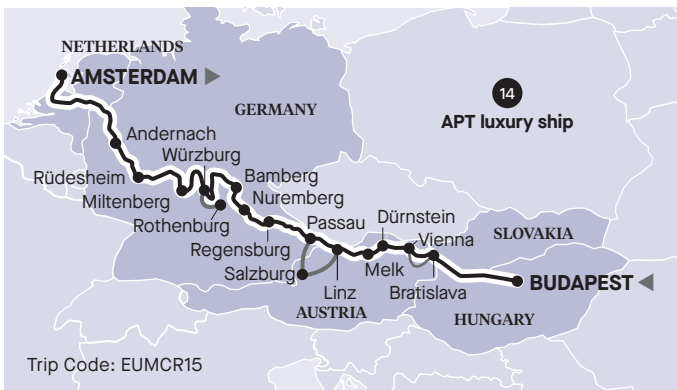 NETHERLANDS
AMSTERDAM
GERMANY
14
APT luxury ship
Andernach
Würzburg
Rüdesheim
Bamberg
Miltenberg
Nuremberg
Rothenburg
Passau
Dürnstein
Regensburg
Vienna
SLOVAKIA
Salzburg
Melk
Linz
Bratislava
BUDAPEST
AUSTRIA
HUNGARY
Trip Code: EUMCR15